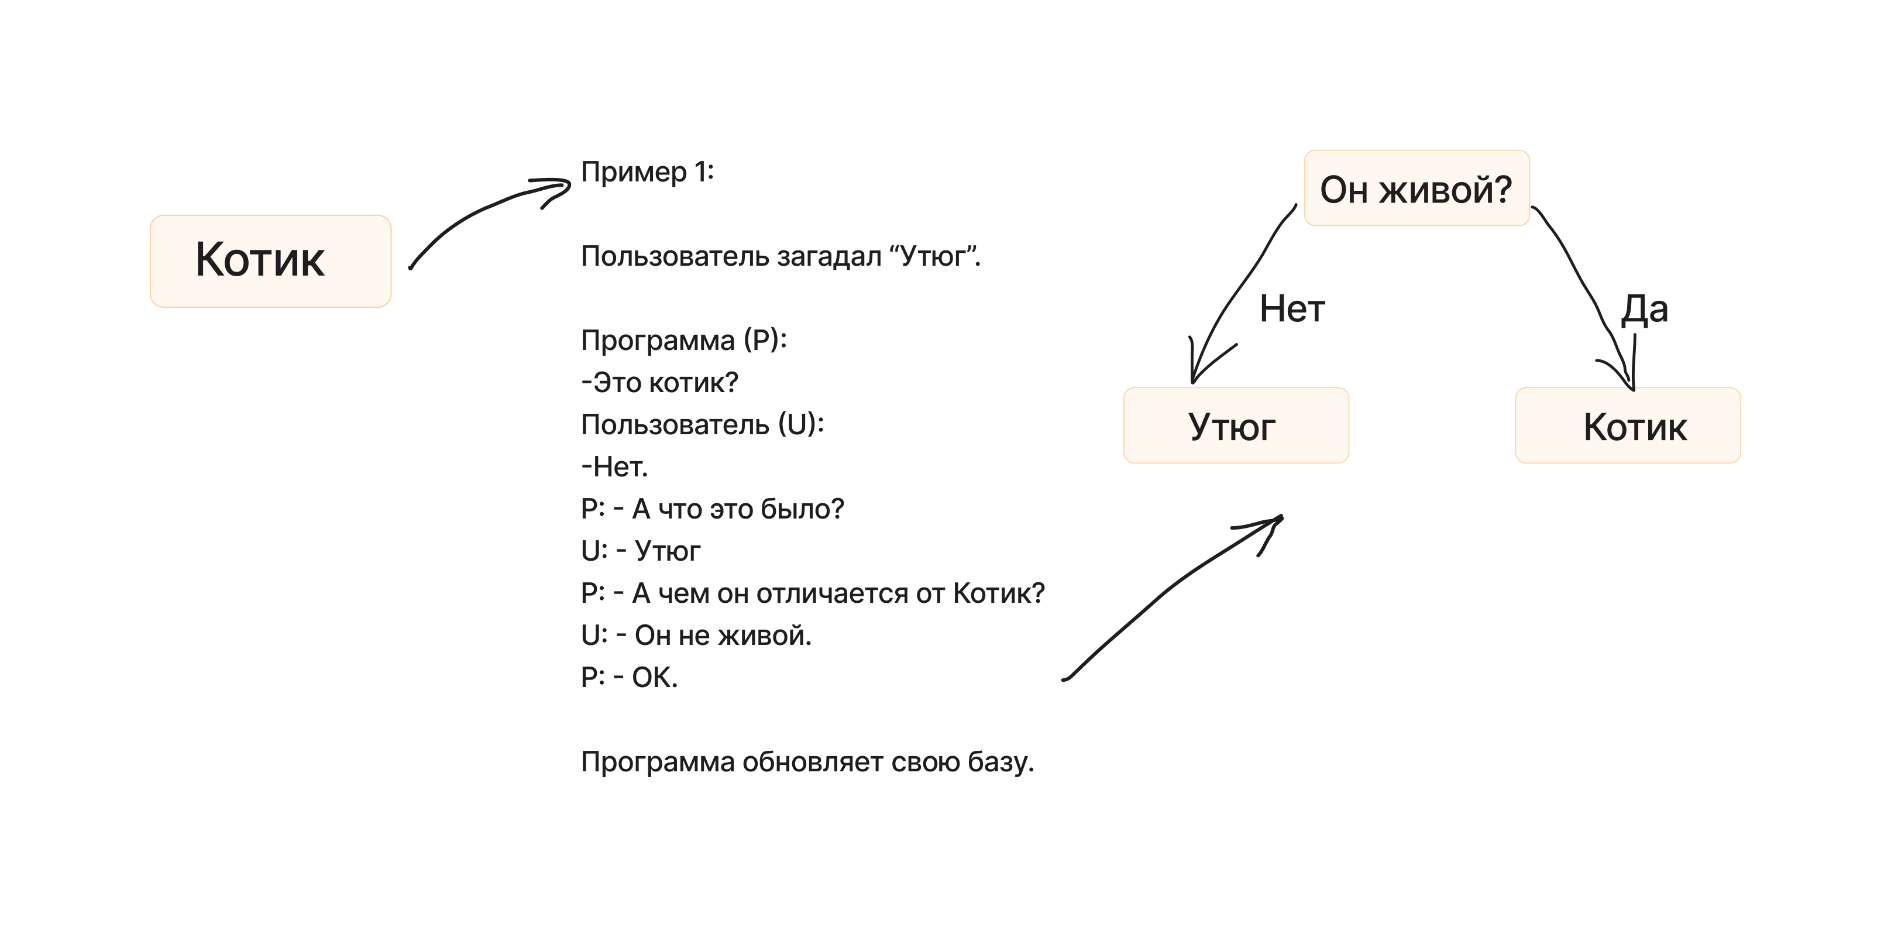 Котик
Пример 1:
Пользователь загадал “Утюг”.
Программа (P):
-Это котик?
Пользователь (U):
-Нет.
P: - А что это было?
U: - Утюг
P: - А чем он отличается от Котик?
U: - Он не живой.
P: - ОК.
Программа обновляет свою базу.
Он живой?
Нет
Да
Утюг
Котик